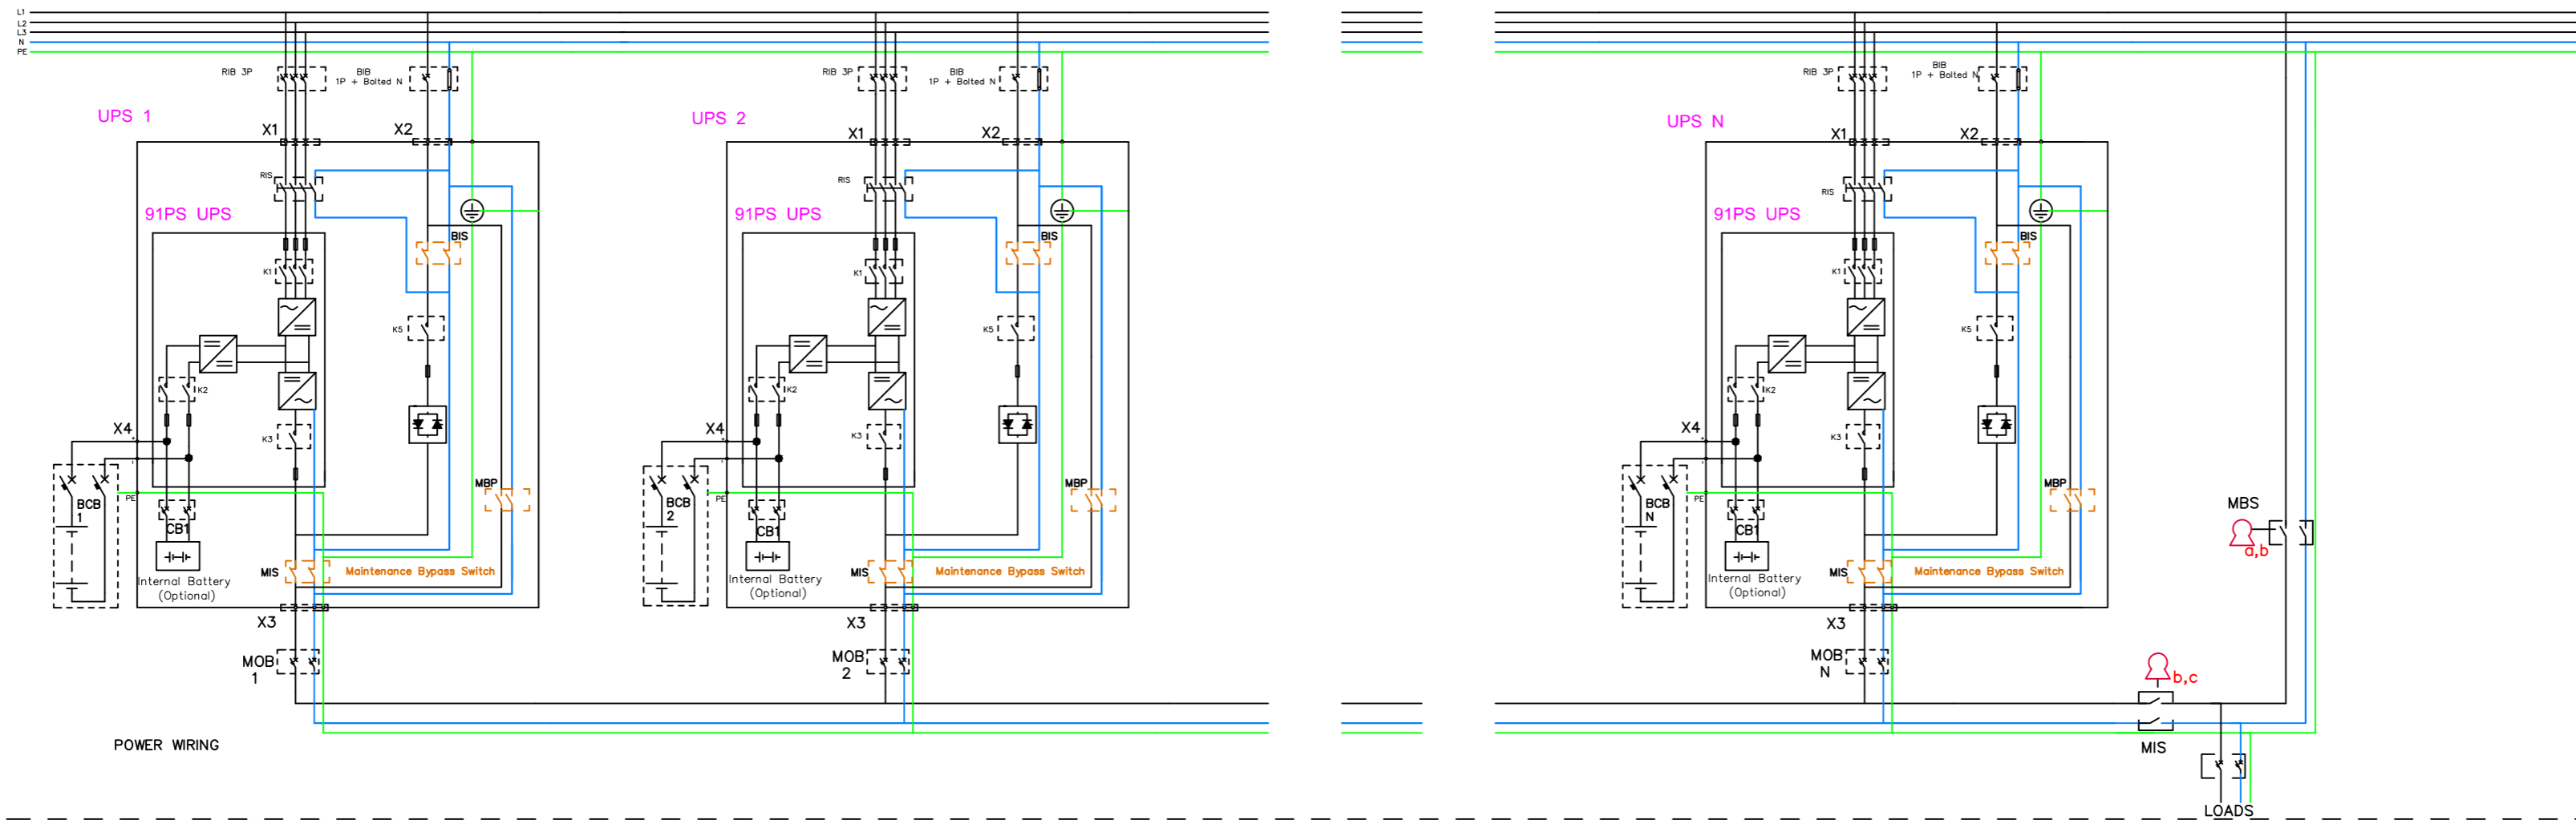 L1
L2
L3
N
PE
RIB 3P
BIB
1P + Bolted N
UPS 1
X1
X2
RIS
91PS UPS
BIS
K1
K5
K2
X4
K3
+
-
PE
BCB
1
CB1
MBP
Internal Battery
(Optional)
MIS
Maintenance Bypass Switch
X3
MOB
1
RIB 3P
BIB
1P + Bolted N
UPS 2
X1
X2
RIS
91PS UPS
BIS
K1
K5
K2
X4
K3
+
-
PE
BCB
2
CB1
MBP
Internal Battery
(Optional)
MIS
Maintenance Bypass Switch
X3
MOB
2
RIB 3P
BIB
1P + Bolted N
UPS N
X1
X2
RIS
91PS UPS
BIS
K1
K5
K2
X4
K3
+
-
PE
BCB
N
CB1
MBP
Internal Battery
(Optional)
MIS
Maintenance Bypass Switch
X3
MOB
N
MBS
a,b
b,c
MIS
LOADS
POWER WIRING